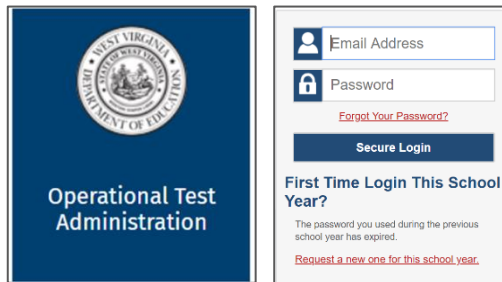 WEST VIRGINIA
DEPARTMENT OF EDUCATION
STATE OF WEST VIRGINIA
Operational Test
Administration
Email Address
Password
Forgot Your Password?
Secure Login
First Time Login This School
Year?
The password you used during the previous
school year has expired.
Request a new one for this school year.